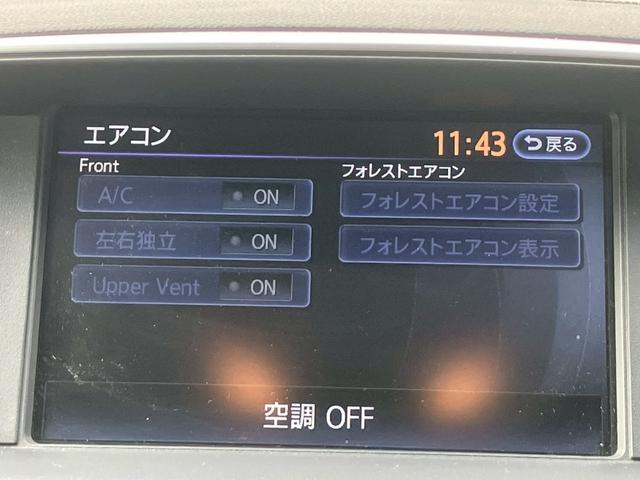 エアコン
11:43
戻る
Front
A/C ON
左右独立 ON
Upper Vent ON
フォレストエアコン
フォレストエアコン設定
フォレストエアコン表示
空調 OFF